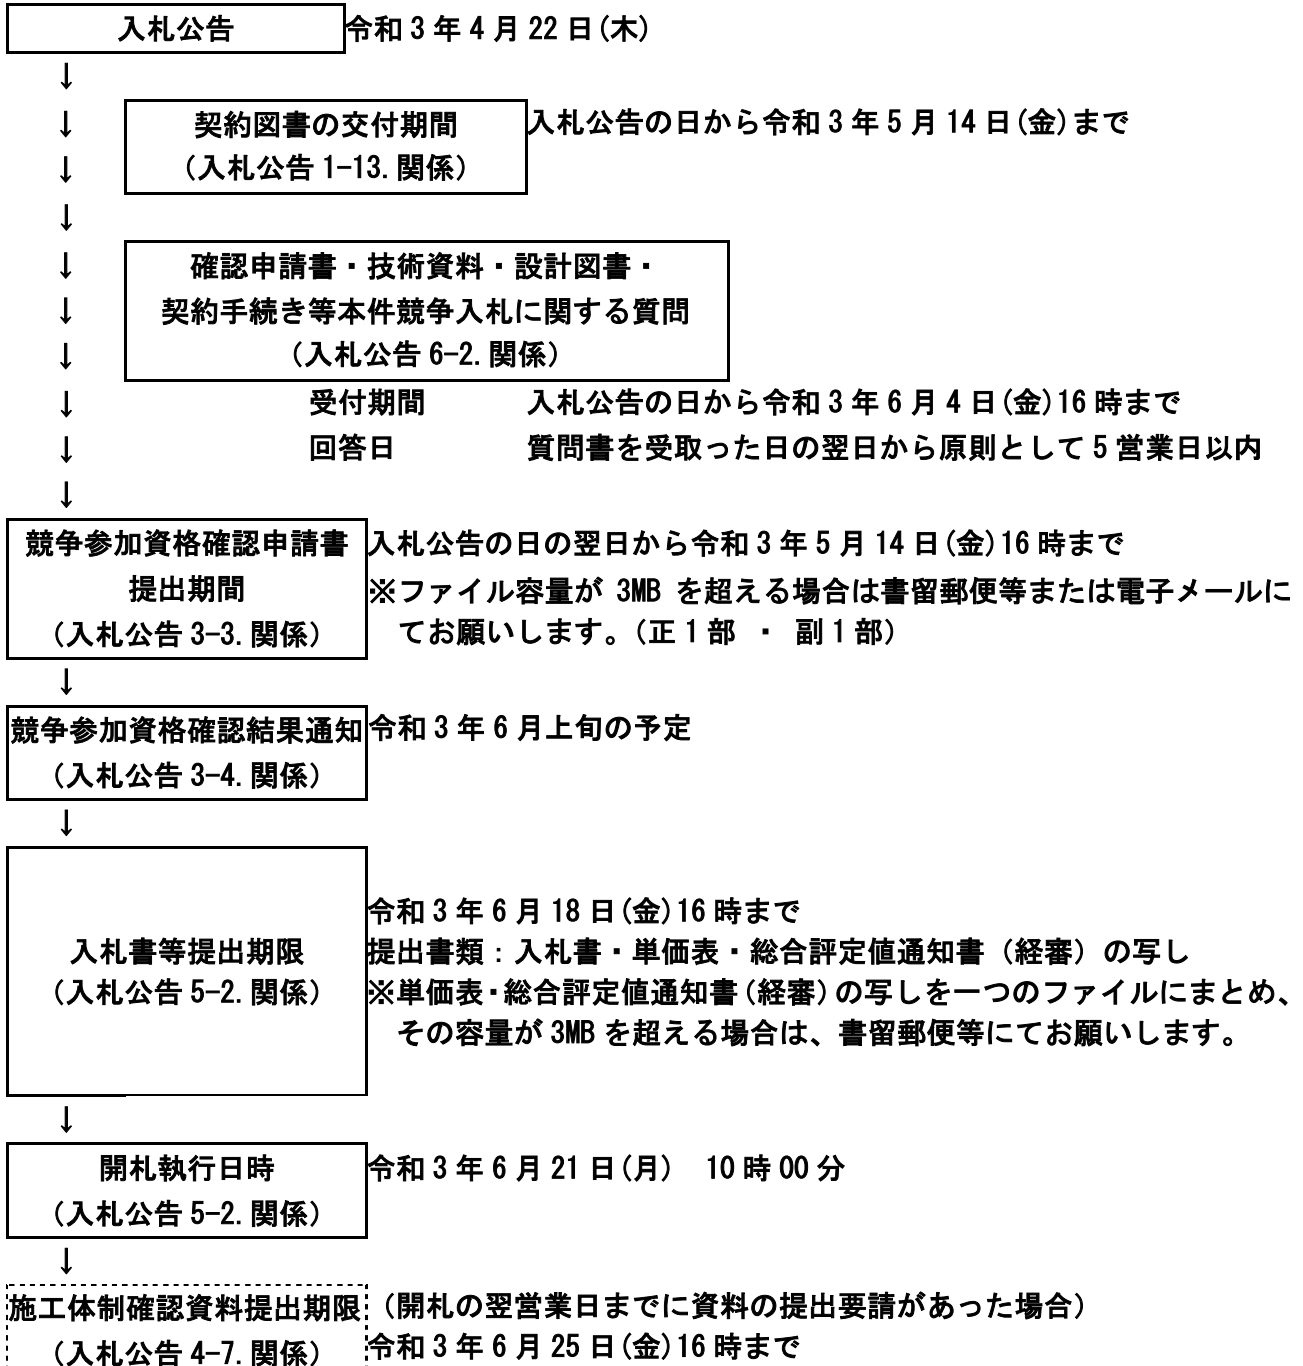 入札公告 令和3年4月22日(木)
↓
↓ 契約図書の交付期間 入札公告の日から令和3年5月14日(金)まで
↓ (入札公告1-13.関係)
↓
↓ 確認申請書・技術資料・設計図書・
↓ 契約手続き等本件競争入札に関する質問
↓ (入札公告6-2.関係)
↓ 受付期間 入札公告の日から令和3年6月4日(金)16時まで
↓ 回答日 質問書を受取った日の翌日から原則として5営業日以内
↓
競争参加資格確認申請書 入札公告の日の翌日から令和3年5月14日(金)16時まで
提出期間 ※ファイル容量が 3MB を超える場合は書留郵便等または電子メールに
(入札公告3-3.関係) てお願いします。(正1部 ・ 副1部)
↓
競争参加資格確認結果通知 令和3年6月上旬の予定
(入札公告3-4.関係)
↓
令和3年6月18日(金)16時まで
入札書等提出期限 提出書類:入札書・単価表・総合評定値通知書(経審)の写し
(入札公告5-2.関係) ※単価表・総合評定値通知書(経審)の写しを一つのファイルにまとめ、
その容量が3MBを超える場合は、書留郵便等にてお願いします。
↓
開札執行日時 令和3年6月21日(月) 10時00分
(入札公告5-2.関係)
↓
施工体制確認資料提出期限 (開札の翌営業日までに資料の提出要請があった場合)
(入札公告4-7.関係) 令和3年6月25日(金)16時まで